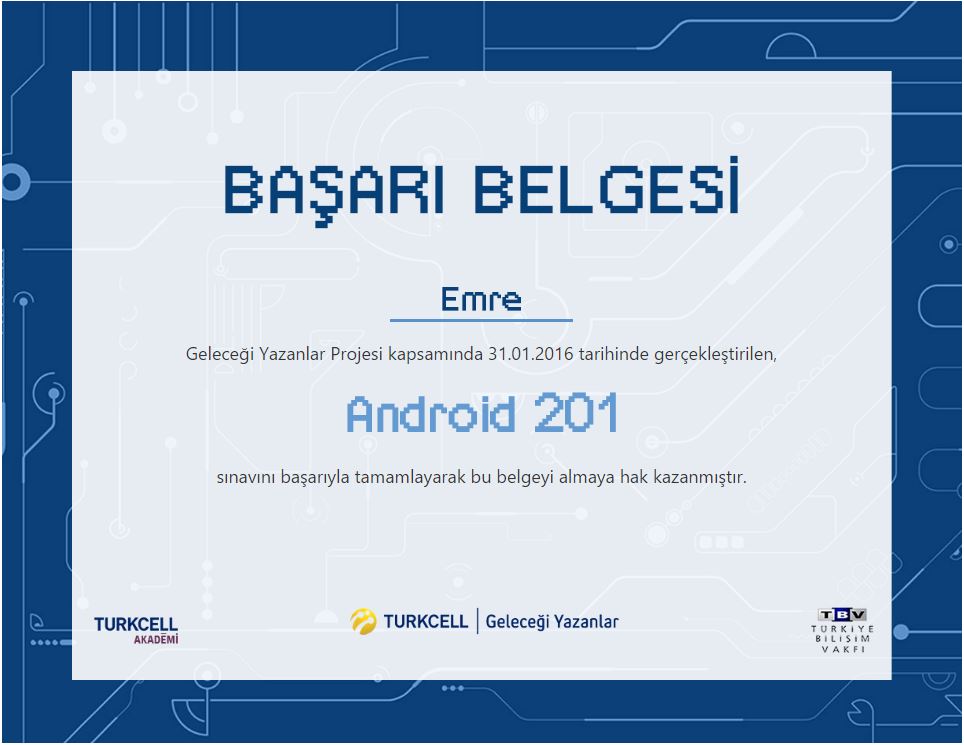 BAŞARI BELGESİ
Emre
Geleceği Yazanlar Projesi kapsamında 31.01.2016 tarihinde gerçekleştirilen,
Android 201
sınavını başarıyla tamamlayarak bu belgeyi almaya hak kazanmıştır.
TURKCELL
AKADEMİ
TURKCELL | Geleceği Yazanlar
TBV
TÜRKİYE
BİLİŞİM
VAKFI